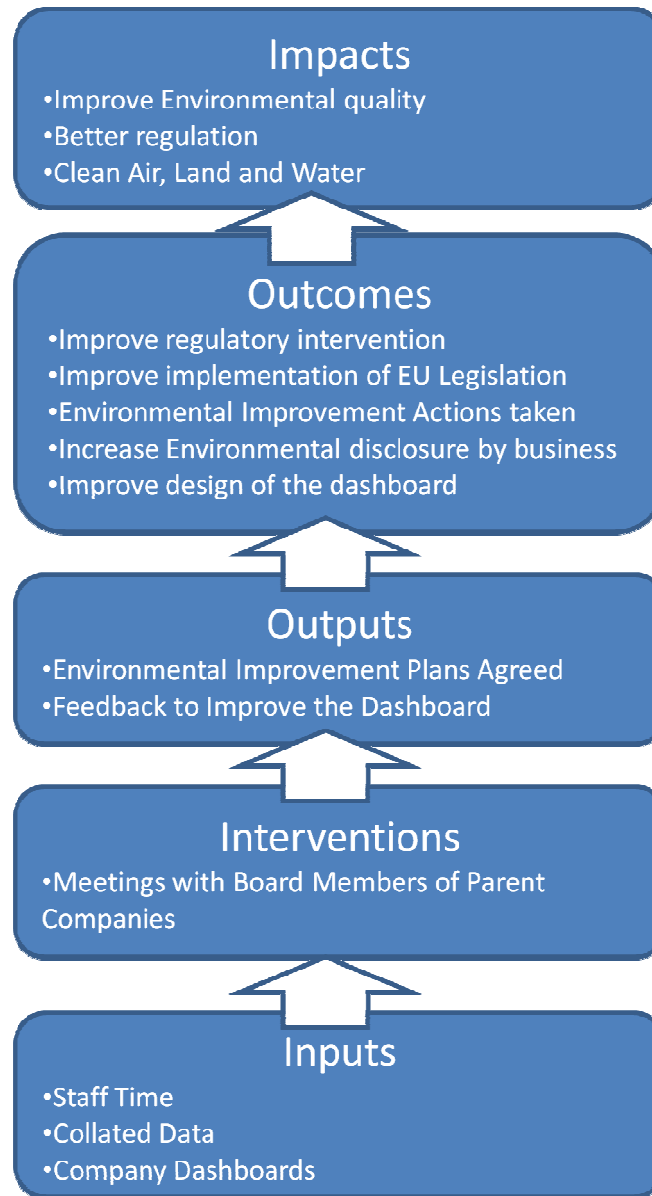 Impacts
•Improve Environmental quality
•Better regulation
•Clean Air, Land and Water
Outcomes
•Improve regulatory intervention
•Improve implementation of EU Legislation
•Environmental Improvement Actions taken
•Increase Environmental disclosure by business
•Improve design of the dashboard
Outputs
•Environmental Improvement Plans Agreed
•Feedback to Improve the Dashboard
Interventions
•Meetings with Board Members of Parent
Companies
Inputs
•Staff Time
•Collated Data
•Company Dashboards